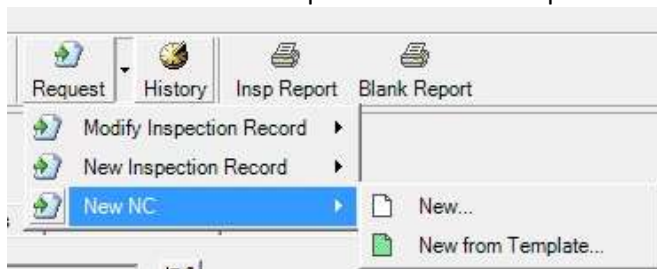 Request History Insp Report Blank Report
Modify Inspection Record
New Inspection Record
New NC
New...
New from Template...